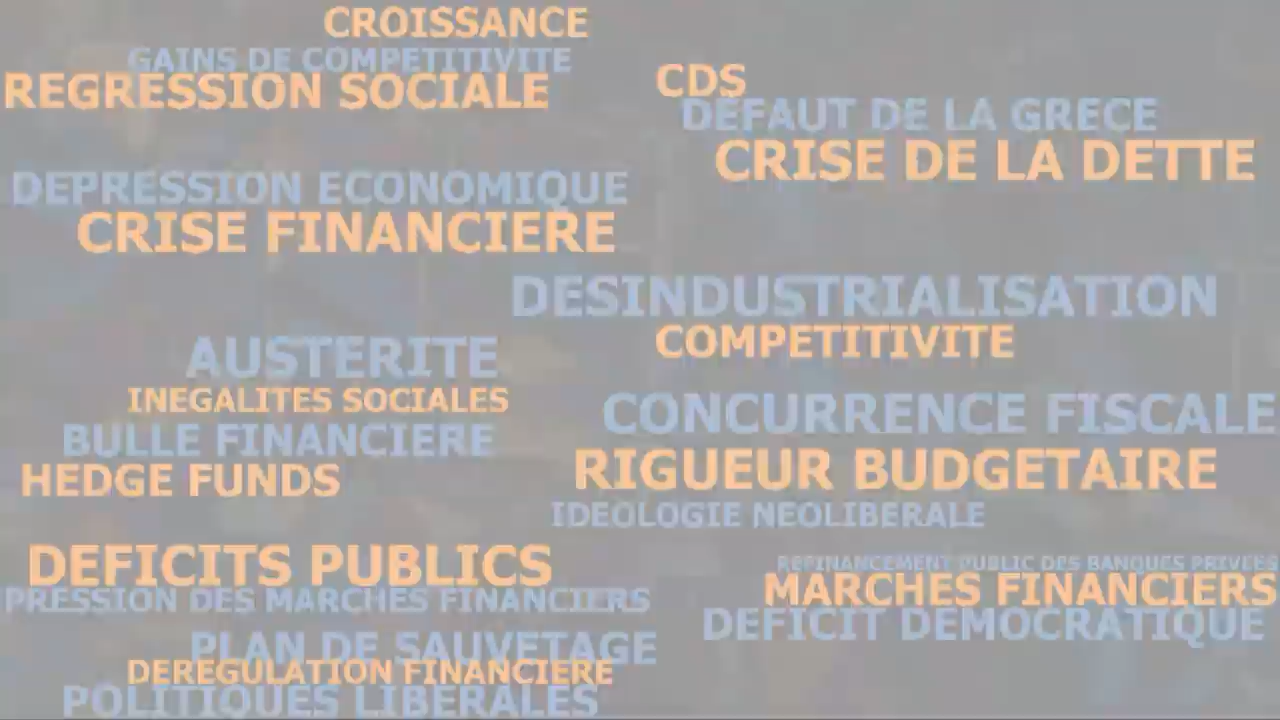 CROISSANCE
GAINS DE COMPETITIVITE
REGRESSION SOCIALE
CDS
DEFAUT DE LA GRECE
CRISE DE LA DETTE
DEPRESSION ECONOMIQUE
CRISE FINANCIERE
DESINDUSTRIALISATION
COMPETITIVITE
AUSTERITE
INEGALITES SOCIALES
CONCURRENCE FISCALE
BULLE FINANCIERE
RIGUEUR BUDGETAIRE
HEDGE FUNDS
IDEOLOGIE NEOLIBERALE
DEFICITS PUBLICS
REFINANCEMENT PUBLIC DES BANQUES PRIVEES
MARCHES FINANCIERS
PRESSION DES MARCHES FINANCIERS
DEFICIT DEMOCRATIQUE
PLAN DE SAUVETAGE
DEREGULATION FINANCIERE
POLITIQUES LIBERALES